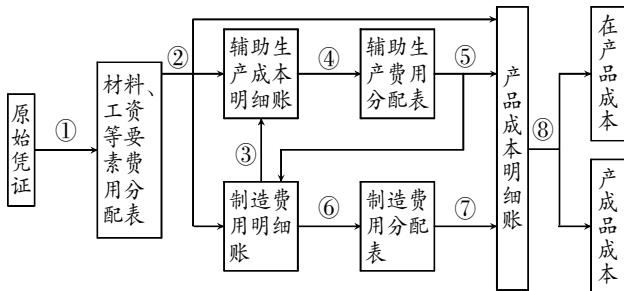 原始凭证
①
材料、
工资
等要
素费
用分
配表
②
辅助生
产成本
明细账
④
辅助生
产费用
分配表
⑤
③
制造费
用明细
账
⑥
制造费
用分配
表
⑦
产品成本明细账
⑧
在产品成本
产成品成本